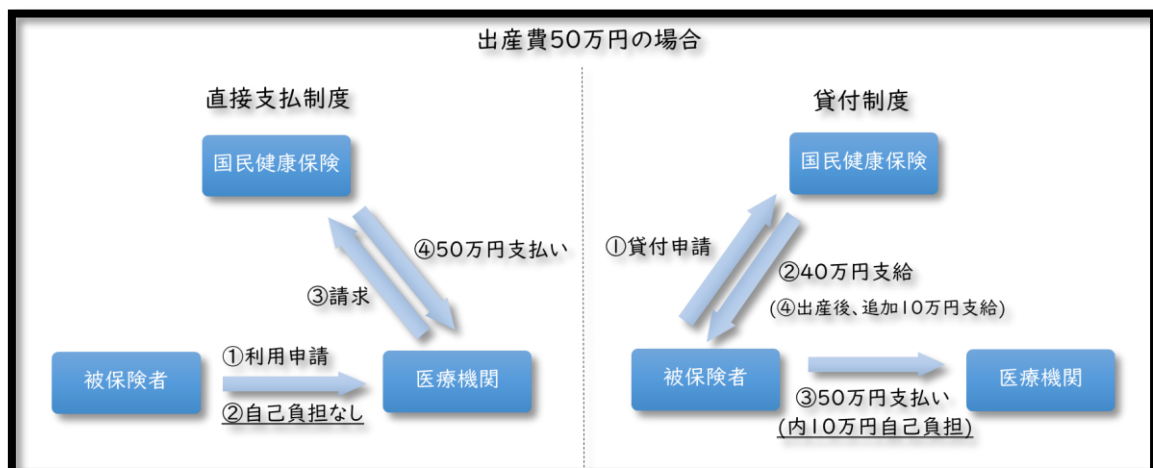 出産費50万円の場合
直接支払制度
国民健康保険
④50万円支払い
③請求
被保険者
①利用申請
②自己負担なし
医療機関
貸付制度
国民健康保険
①貸付申請
②40万円支給
(④出産後、追加10万円支給)
被保険者
③50万円支払い
(内10万円自己負担)
医療機関